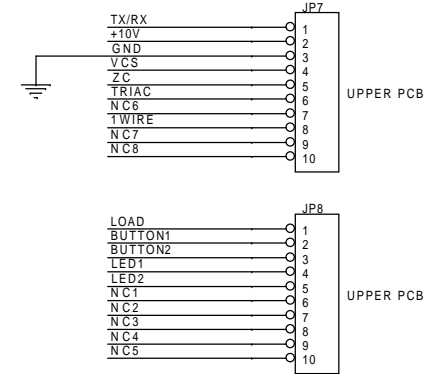 JP7
TX/RX 1
+10V 2
GND 3
VCS 4
ZC 5
TRIAC 6
NC6 7
1WIRE 8
NC7 9
NC8 10
UPPER PCB
JP8
LOAD 1
BUTTON1 2
BUTTON2 3
LED1 4
LED2 5
NC1 6
NC2 7
NC3 8
NC4 9
NC5 10
UPPER PCB